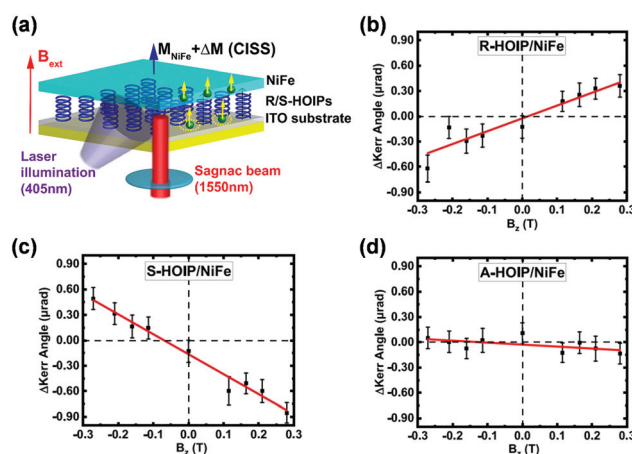 (a)
B_ext
M_NiFe+ΔM (CISS)
NiFe
R/S-HOIPs
ITO substrate
Laser
illumination
(405nm)
Sagnac beam
(1550nm)
(b)
R-HOIP/NiFe
ΔKerr Angle (μrad)
0.90
0.60
0.30
0.00
-0.30
-0.60
-0.90
-0.3 -0.2 -0.1 0.0 0.1 0.2 0.3
B_z (T)
(c)
S-HOIP/NiFe
ΔKerr Angle (μrad)
0.90
0.60
0.30
0.00
-0.30
-0.60
-0.90
-0.3 -0.2 -0.1 0.0 0.1 0.2 0.3
B_z (T)
(d)
A-HOIP/NiFe
ΔKerr Angle (μrad)
0.90
0.60
0.30
0.00
-0.30
-0.60
-0.90
-0.3 -0.2 -0.1 0.0 0.1 0.2 0.3
B_z (T)